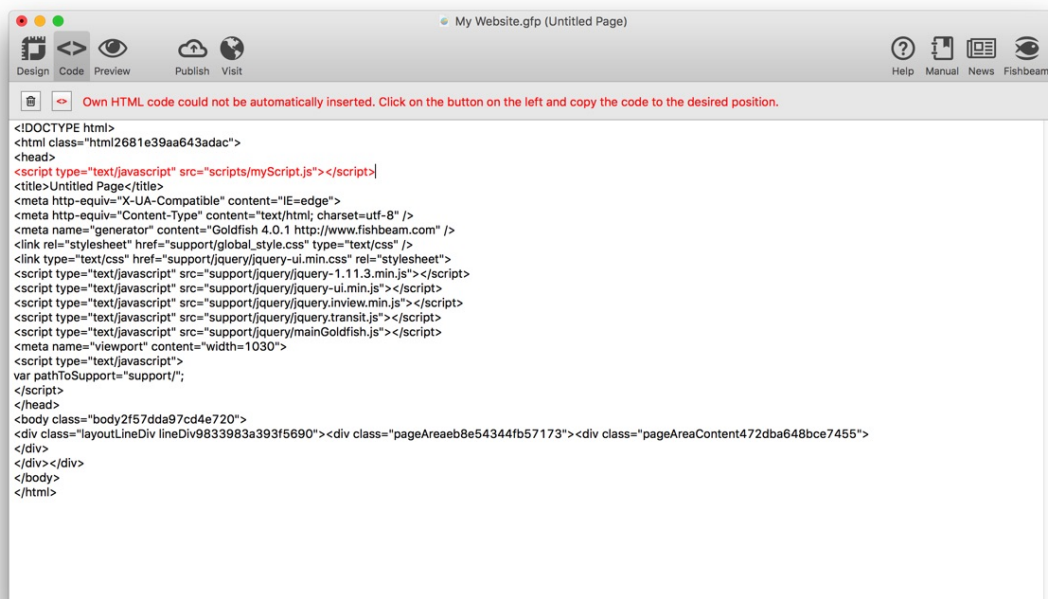 My Website.gfp (Untitled Page)
Design Code Preview Publish Visit Help Manual News Fishbeam
Own HTML code could not be automatically inserted. Click on the button on the left and copy the code to the desired position.
<!DOCTYPE html>
<html class="html2681e39aa643adac">
<head>
<script type="text/javascript" src="scripts/myScript.js"></script>
<title>Untitled Page</title>
<meta http-equiv="X-UA-Compatible" content="IE=edge">
<meta http-equiv="Content-Type" content="text/html; charset=utf-8" />
<meta name="generator" content="Goldfish 4.0.1 http://www.fishbeam.com" />
<link rel="stylesheet" href="support/global_style.css" type="text/css" />
<link type="text/css" href="support/jquery/jquery-ui.min.css" rel="stylesheet">
<script type="text/javascript" src="support/jquery/jquery-1.11.3.min.js"></script>
<script type="text/javascript" src="support/jquery/jquery-ui.min.js"></script>
<script type="text/javascript" src="support/jquery/jquery.inview.min.js"></script>
<script type="text/javascript" src="support/jquery/jquery.transit.js"></script>
<script type="text/javascript" src="support/jquery/mainGoldfish.js"></script>
<meta name="viewport" content="width=1030">
<script type="text/javascript">
var pathToSupport="support/";
</script>
</head>
<body class="body2f57dda97cd4e720">
<div class="layoutLineDiv lineDiv9833983a393f5690"><div class="pageAreaeb8e54344fb57173"><div class="pageAreaContent472dba648bce7455">
</div>
</div></div>
</body>
</html>